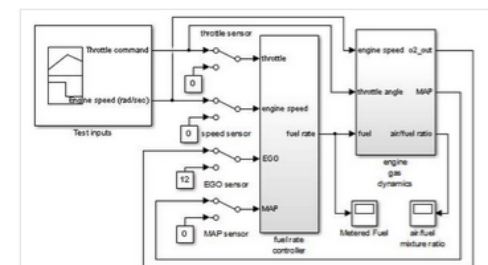 throttle sensor
Throttle command
throttle
engine speed
o2_out
0
Engine speed (rad/sec)
engine speed
throttle angle
MAP
Test inputs
0
speed sensor
fuel rate
fuel
air/fuel ratio
EGO
12
EGO sensor
engine
gas
dynamics
MAP
0
MAP sensor
fuel rate
controller
Metered Fuel
air/fuel
mixture ratio